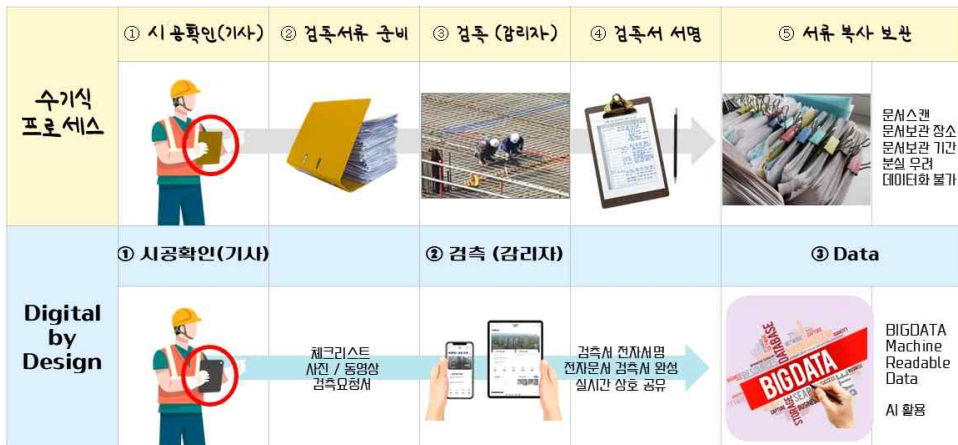 ① 시공확인(기사)
② 검측서류 준비
③ 검측 (감리자)
④ 검측서 서명
⑤ 서류 복사 보관
수기식
프로세스
문서스캔
문서보관 장소
문서보관 기간
분실 우려
데이터화 불가
① 시공확인(기사)
② 검측 (감리자)
③ Data
Digital
by
Design
체크리스트
사진 / 동영상
검측요청서
검측서 전자서명
전자문서 검측서 완성
실시간 상호 공유
BIGDATA
DATABASE
STORAGE
BIGDATA
Machine
Readable
Data
AI 활용